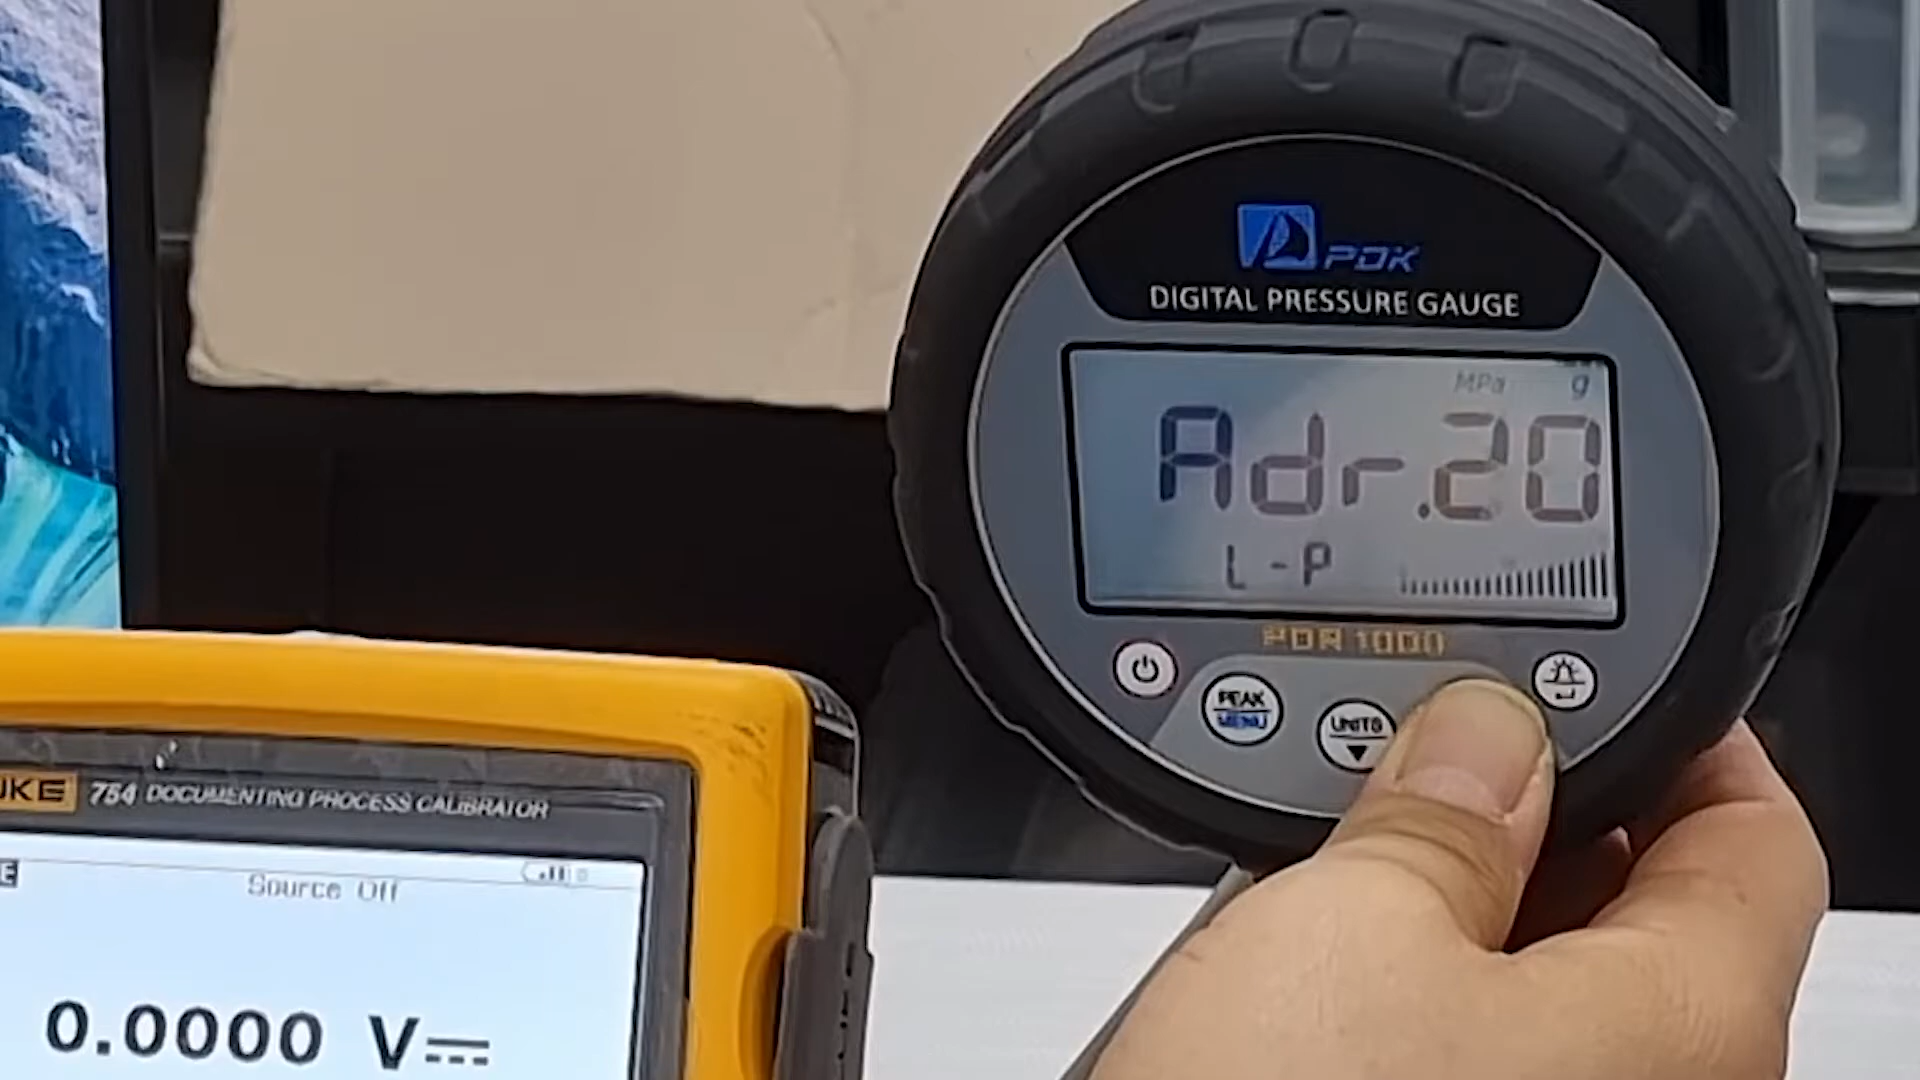 PDK
DIGITAL PRESSURE GAUGE
MPa g
Adr.20
L-P
PDR 1000
PEAK
MENU
UNITS
754 DOCUMENTING PROCESS CALIBRATOR
Source Off
0.0000 V